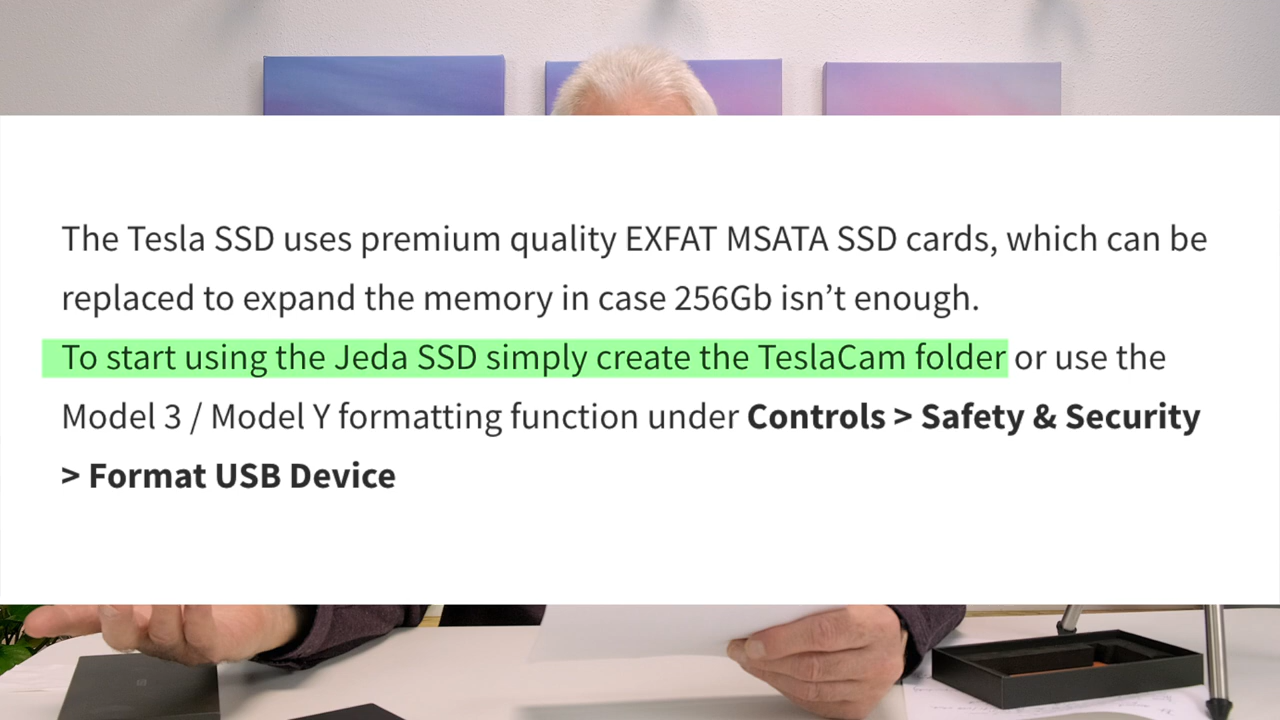 The Tesla SSD uses premium quality EXFAT MSATA SSD cards, which can be
replaced to expand the memory in case 256Gb isn’t enough.
To start using the Jeda SSD simply create the TeslaCam folder or use the
Model 3 / Model Y formatting function under Controls > Safety & Security
> Format USB Device